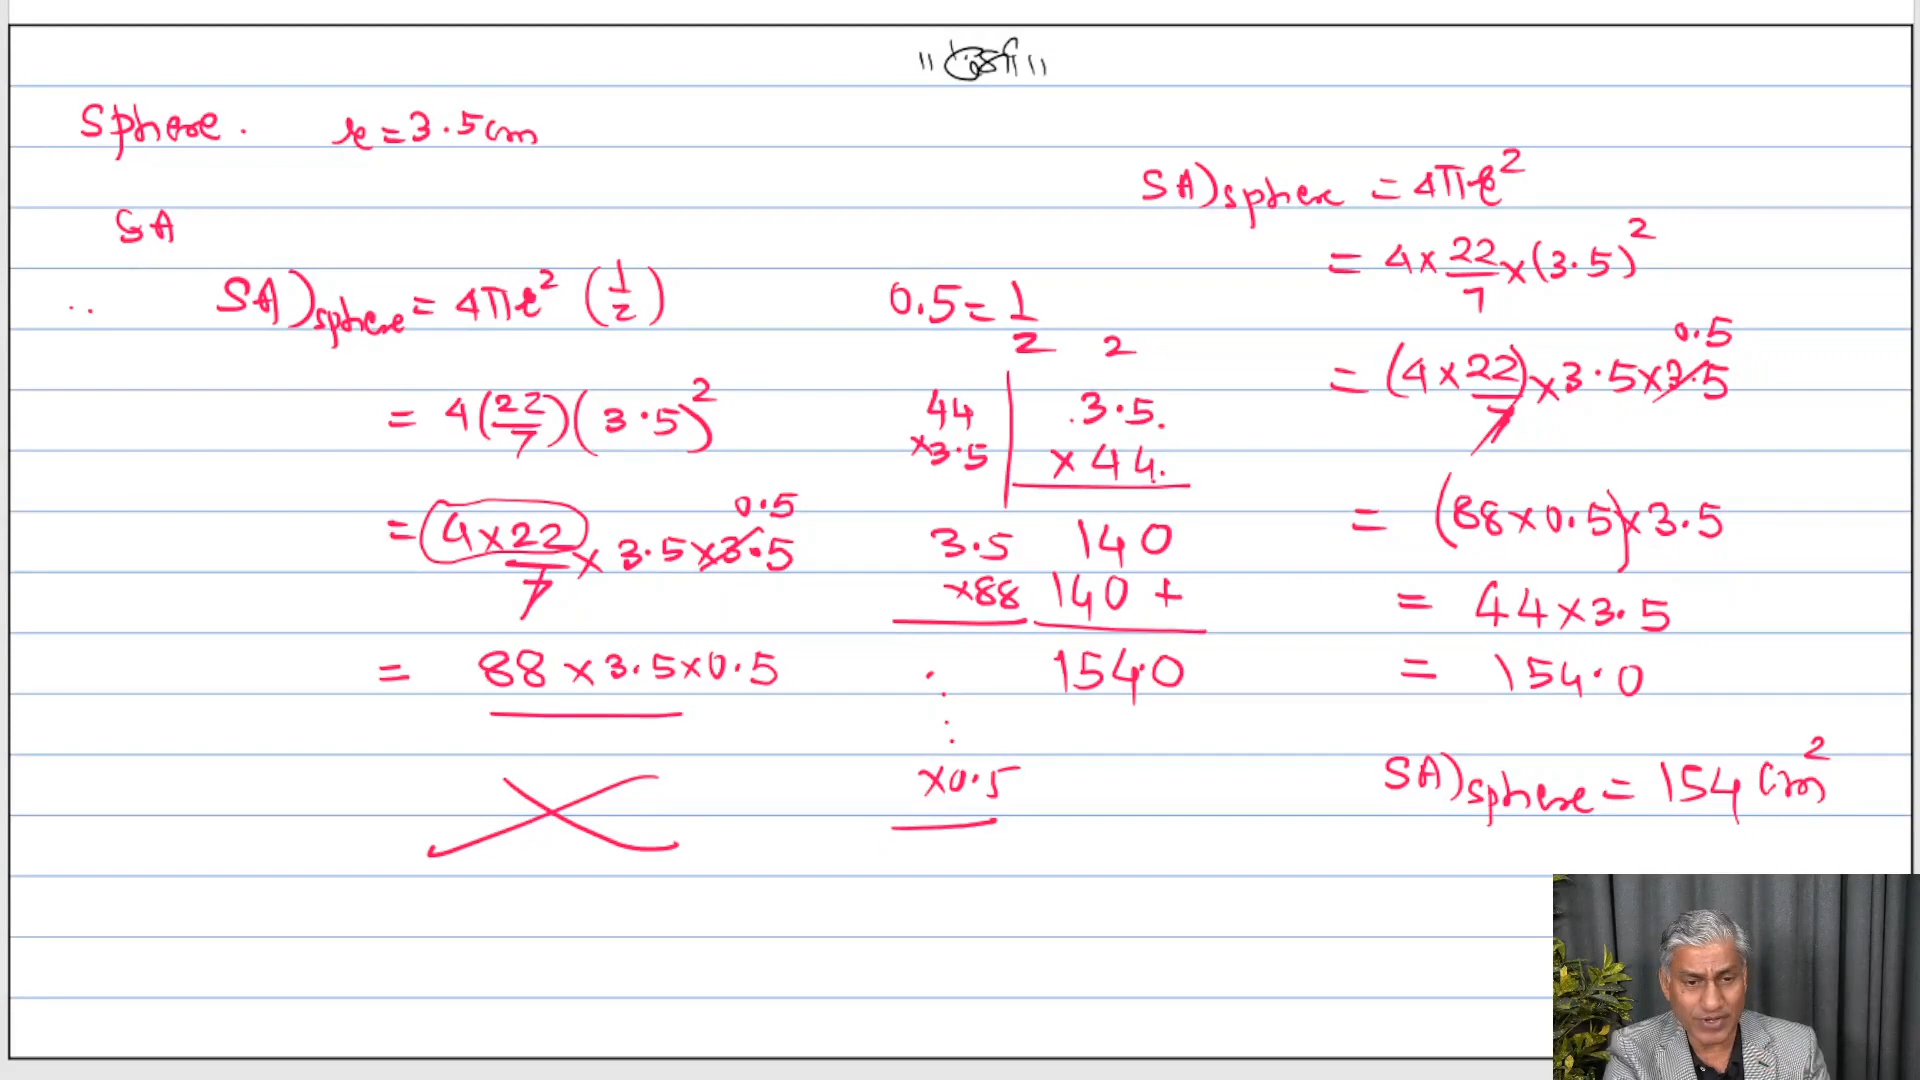 Sphere. r = 3.5 cm
SA
∴ SA)sphere = 4πr² (1/2)
= 4(22/7)(3.5)²
0.5
= 4×22/7 × 3.5×3.5
= 88×3.5×0.5
0.5 = 1/2
2
44 3.5.
×3.5 ×44.
3.5 140
×88 140 +
154.0
×0.5
SA)sphere = 4πr²
= 4×22/7×(3.5)²
0.5
= (4×22)/7×3.5×3.5
= (88×0.5)×3.5
= 44×3.5
= 154.0
SA)sphere = 154 cm²